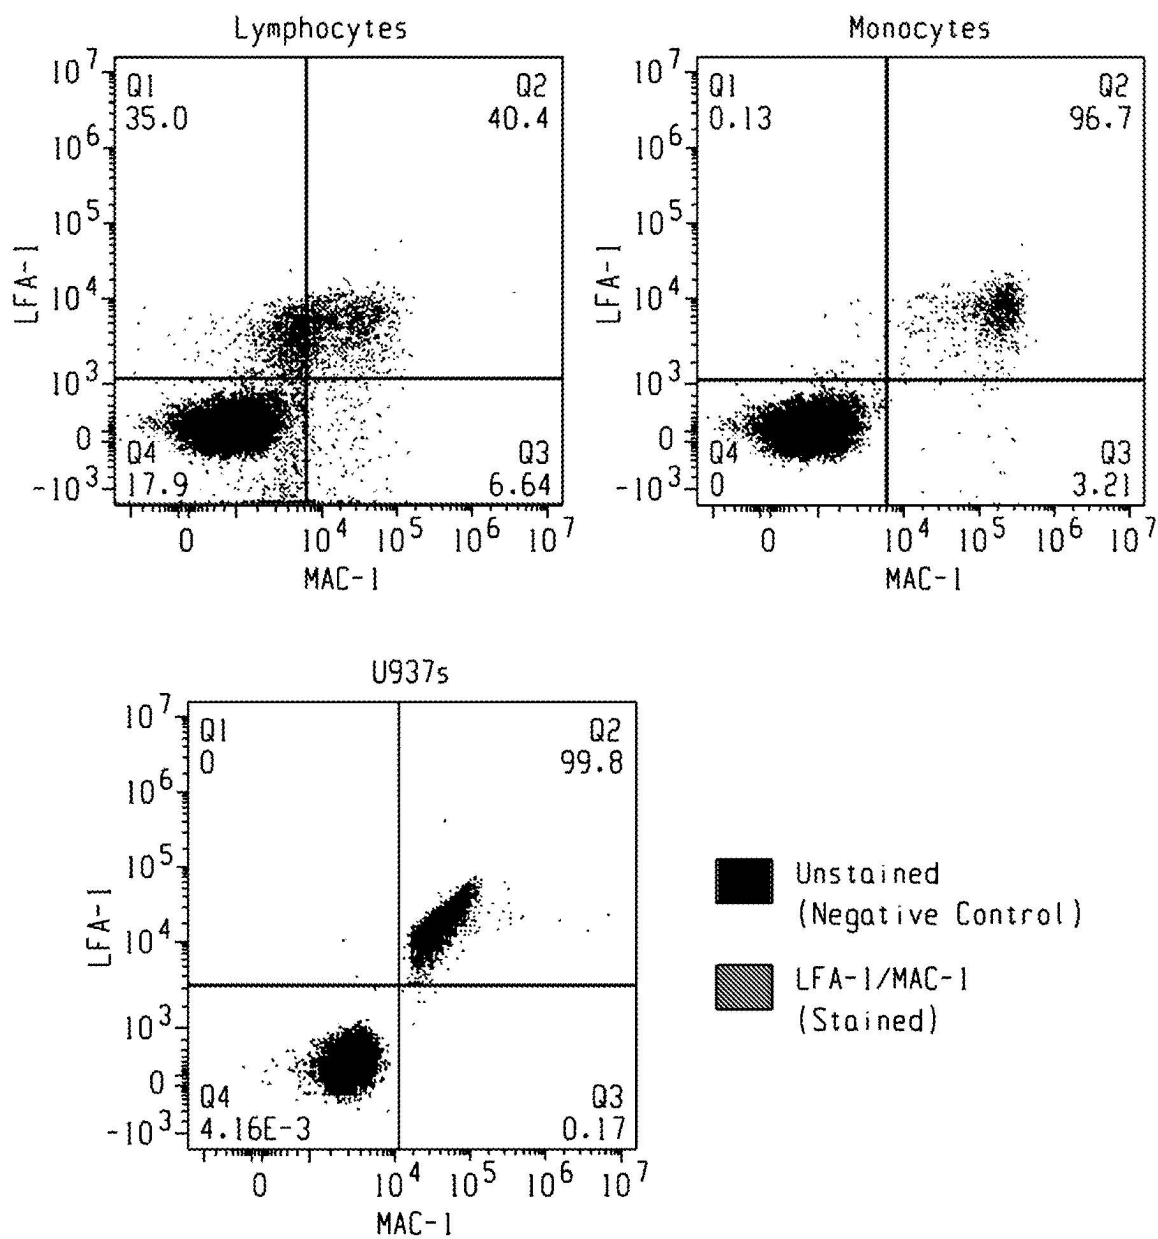 Lymphocytes
10^7
10^6
10^5
10^4
10^3
0
-10^3
LFA-1
Q1
35.0
Q2
40.4
Q4
17.9
Q3
6.64
0
10^4
10^5
10^6
10^7
MAC-1
Monocytes
10^7
10^6
10^5
10^4
10^3
0
-10^3
LFA-1
Q1
0.13
Q2
96.7
Q4
0
Q3
3.21
0
10^4
10^5
10^6
10^7
MAC-1
U937s
10^7
10^6
10^5
10^4
10^3
0
-10^3
LFA-1
Q1
0
Q2
99.8
Q4
4.16E-3
Q3
0.17
0
10^4
10^5
10^6
10^7
MAC-1
Unstained
(Negative Control)
LFA-1/MAC-1
(Stained)